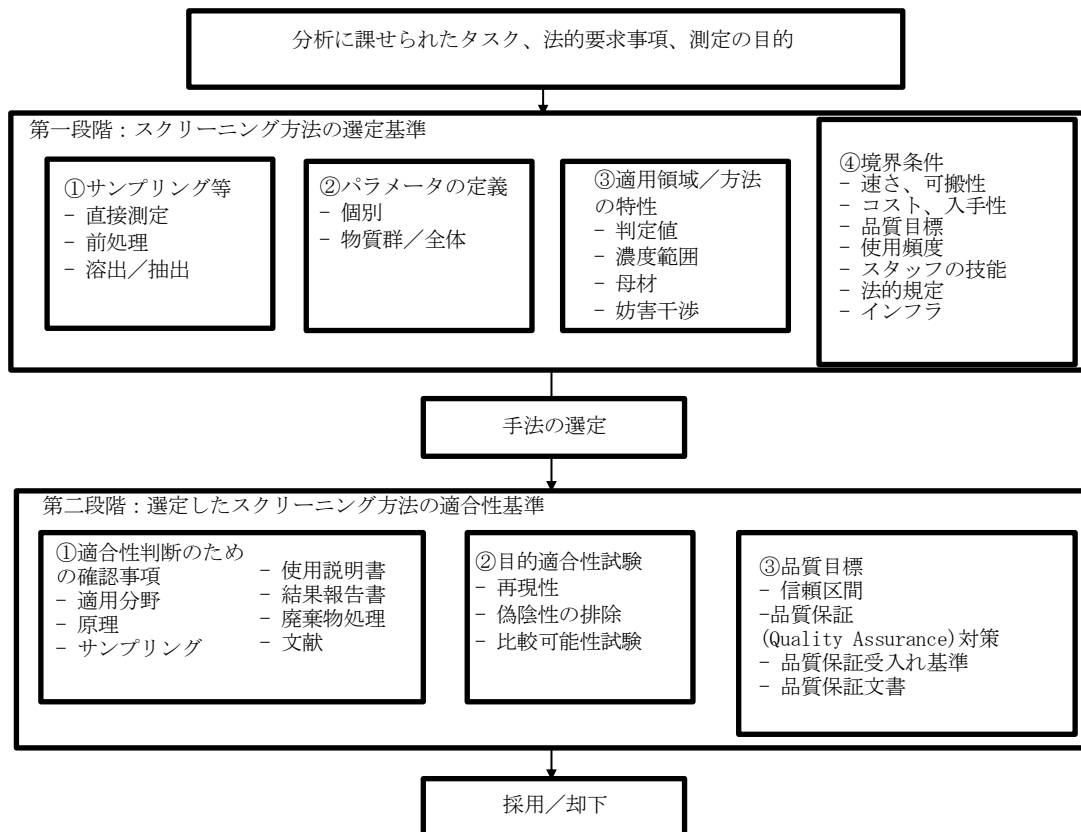 分析に課せられたタスク、法的要求事項、測定の目的
第一段階：スクリーニング方法の選定基準
①サンプリング等
- 直接測定
- 前処理
- 溶出／抽出
②パラメータの定義
- 個別
- 物質群／全体
③適用領域／方法
の特性
- 判定値
- 濃度範囲
- 母材
- 妨害干渉
④境界条件
- 速さ、可搬性
- コスト、入手性
- 品質目標
- 使用頻度
- スタッフの技能
- 法的規定
- インフラ
手法の選定
第二段階：選定したスクリーニング方法の適合性基準
①適合性判断のため
の確認事項
- 適用分野
- 原理
- サンプリング
- 使用説明書
- 結果報告書
- 廃棄物処理
- 文献
②目的適合性試験
- 再現性
- 偽陰性の排除
- 比較可能性試験
③品質目標
- 信頼区間
-品質保証
(Quality Assurance)対策
- 品質保証受入れ基準
- 品質保証文書
採用／却下